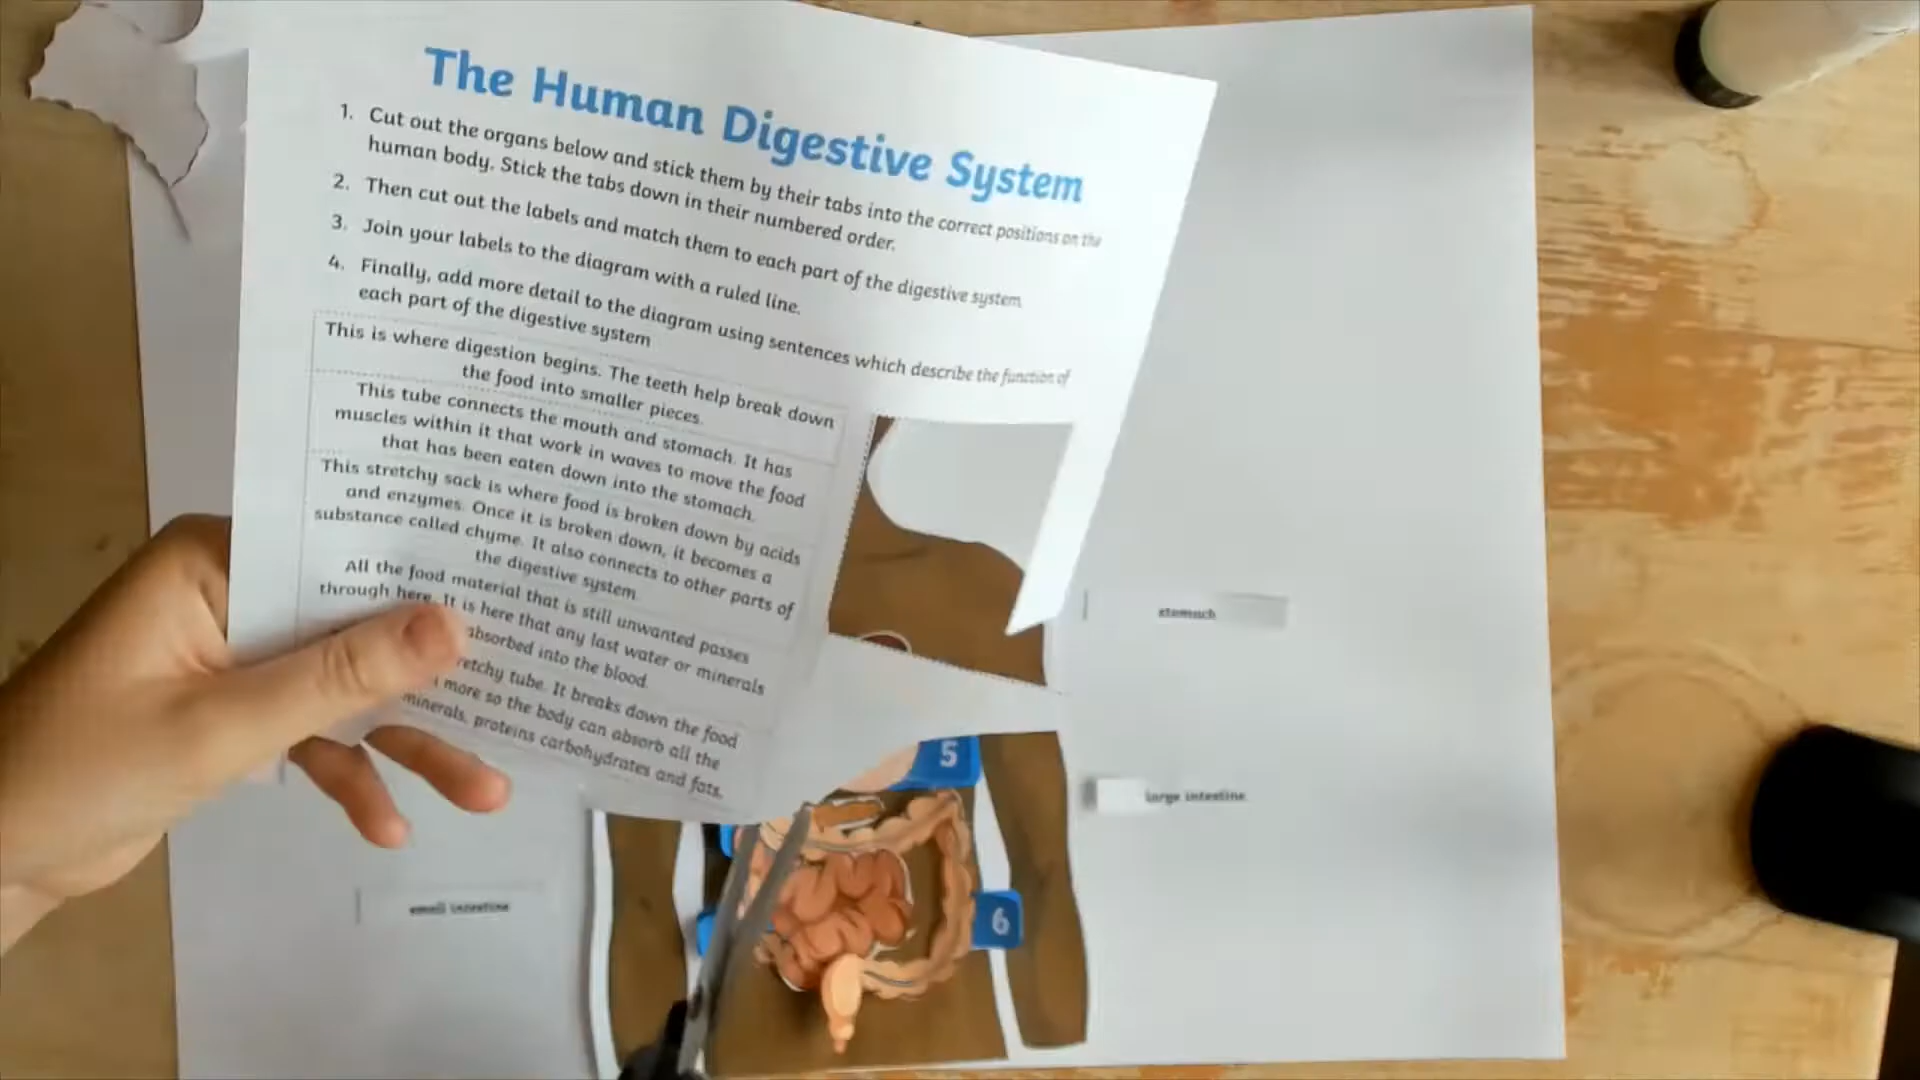 The Human Digestive System
1. Cut out the organs below and stick them by their tabs into the correct positions on the
human body. Stick the tabs down in their numbered order.
2. Then cut out the labels and match them to each part of the digestive system.
3. Join your labels to the diagram with a ruled line.
4. Finally, add more detail to the diagram using sentences which describe the function of
each part of the digestive system
This is where digestion begins. The teeth help break down
the food into smaller pieces.
This tube connects the mouth and stomach. It has
muscles within it that work in waves to move the food
that has been eaten down into the stomach.
This stretchy sack is where food is broken down by acids
and enzymes. Once it is broken down, it becomes a
substance called chyme. It also connects to other parts of
the digestive system.
All the food material that is still unwanted passes
through here. It is here that any last water or minerals
absorbed into the blood.
tube. It breaks down the food
more so the body can absorb all the
minerals, proteins carbohydrates and fats.
stomach
5
large intestine
small intestine
6